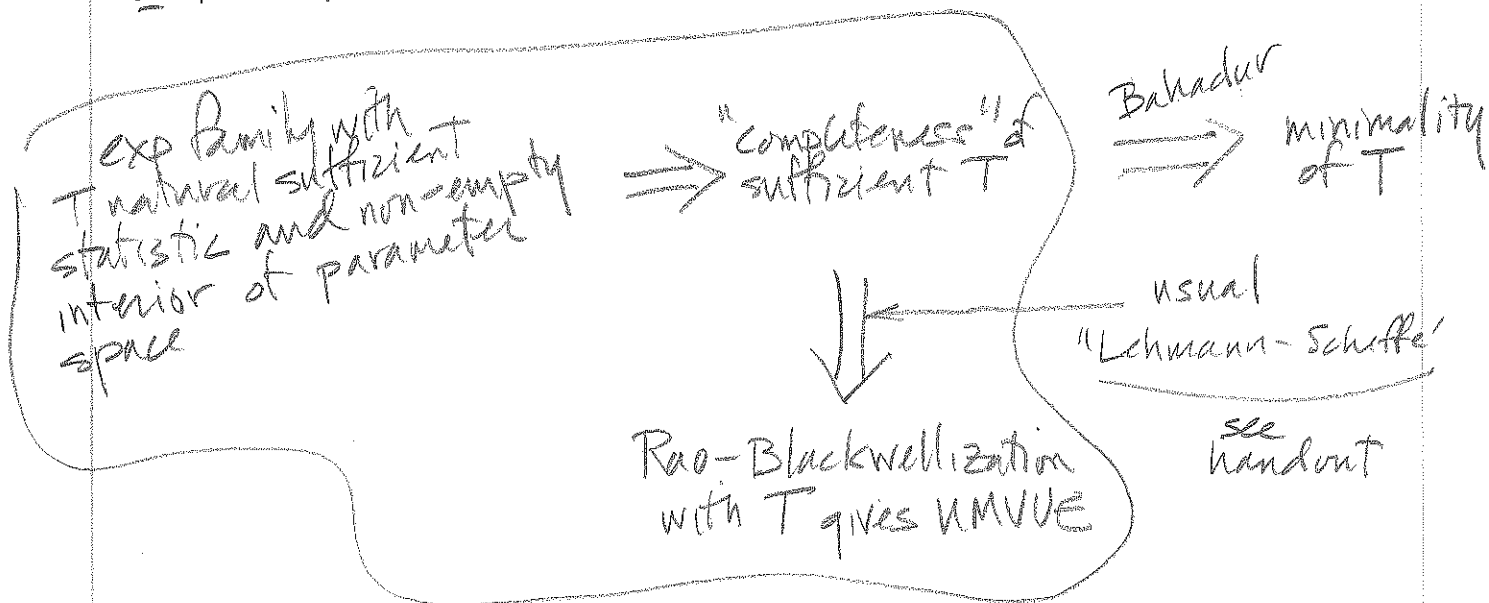 exp family with
T natural sufficient
statistic and non-empty
interior of parameter
space
⇒
"completeness" of
sufficient T
Bahadur
⇒
minimality
of T
usual
"Lehmann-Scheffé"
see
handout
Rao-Blackwellization
with T gives UMVUE